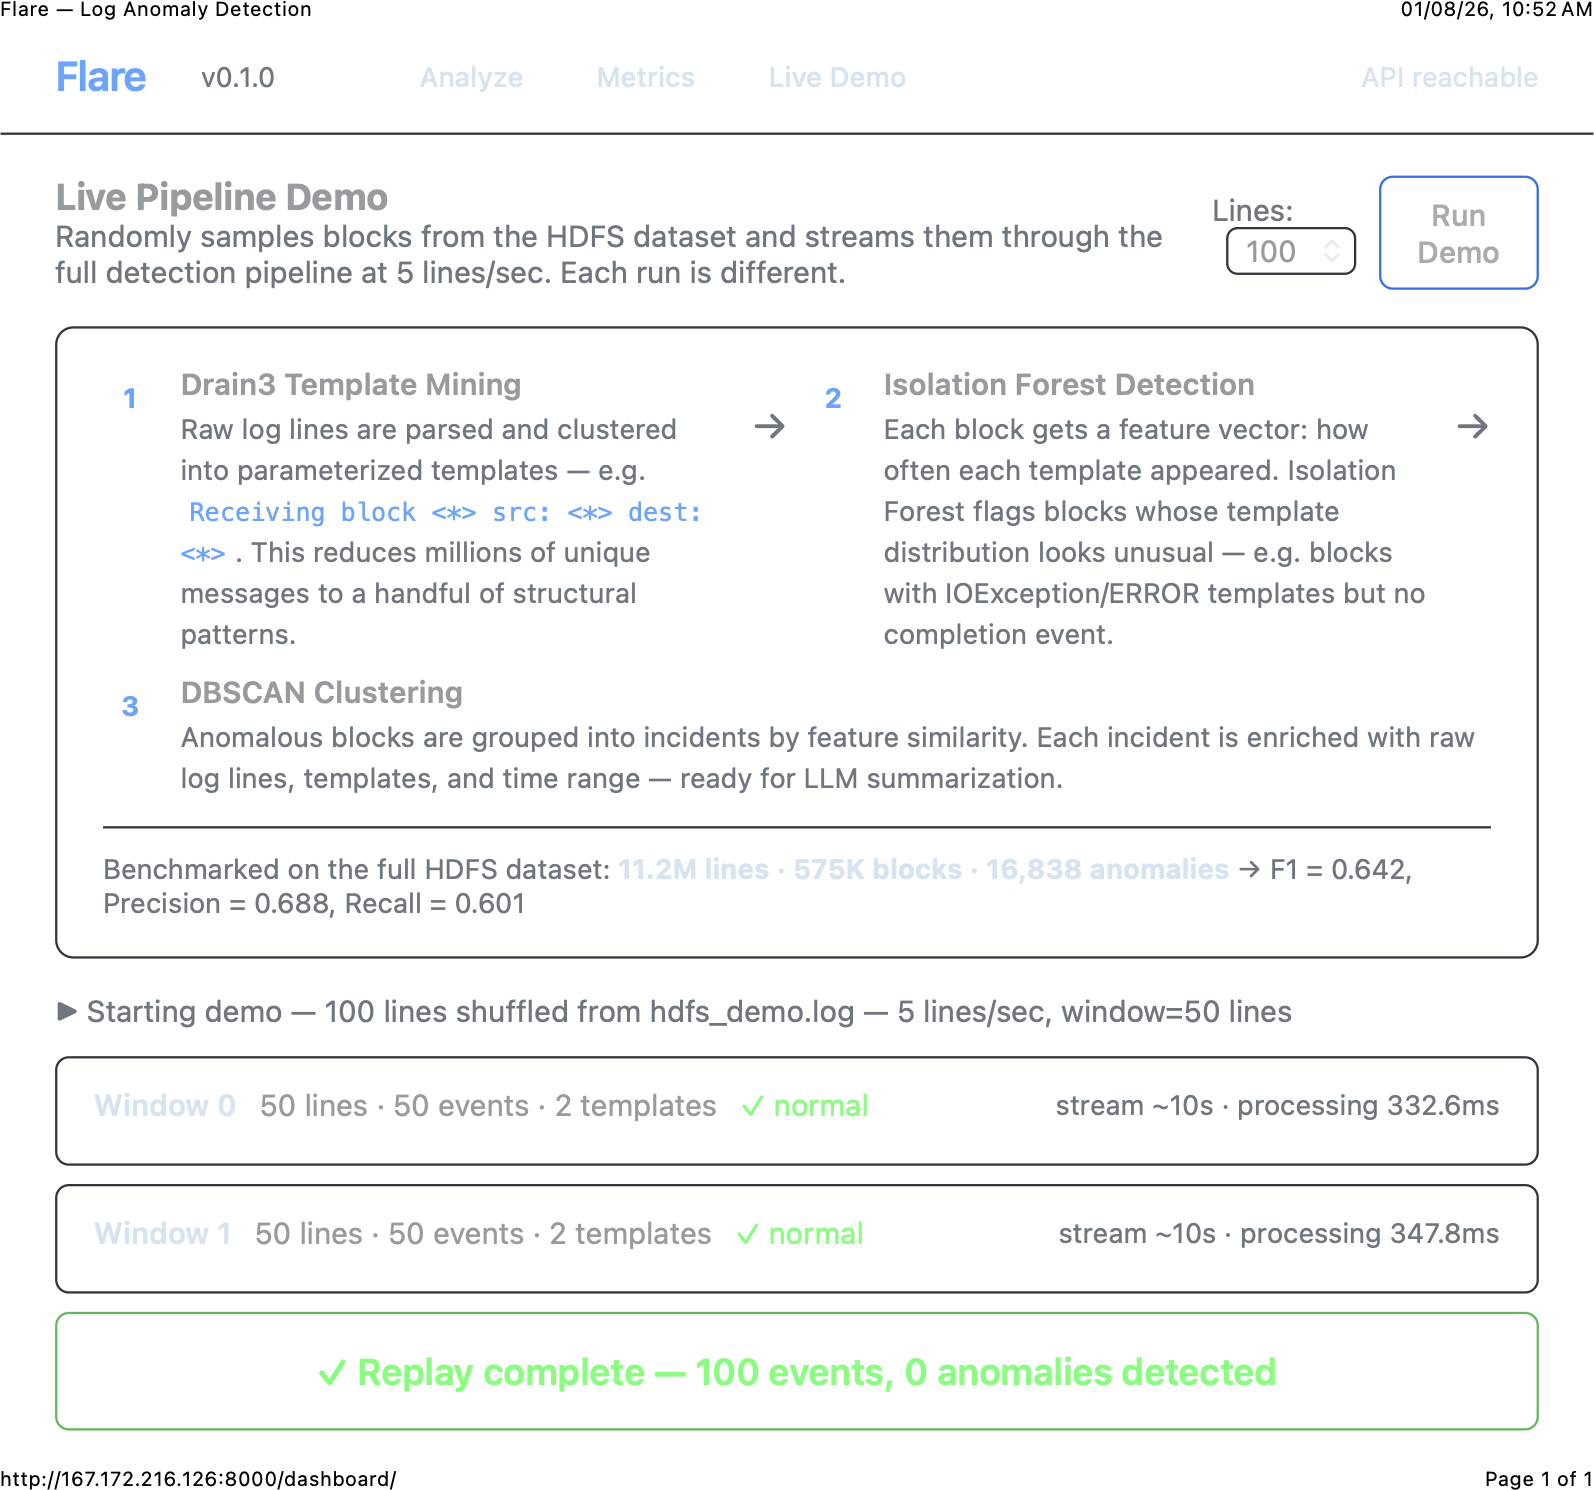 Flare — Log Anomaly Detection 01/08/26, 10:52 AM
Flare v0.1.0 Analyze Metrics Live Demo API reachable
Live Pipeline Demo
Randomly samples blocks from the HDFS dataset and streams them through the
full detection pipeline at 5 lines/sec. Each run is different.
Lines:
100
Run
Demo
1 Drain3 Template Mining
Raw log lines are parsed and clustered
into parameterized templates — e.g.
Receiving block <*> src: <*> dest:
<*> . This reduces millions of unique
messages to a handful of structural
patterns.
→
2 Isolation Forest Detection
Each block gets a feature vector: how
often each template appeared. Isolation
Forest flags blocks whose template
distribution looks unusual — e.g. blocks
with IOException/ERROR templates but no
completion event.
→
3 DBSCAN Clustering
Anomalous blocks are grouped into incidents by feature similarity. Each incident is enriched with raw
log lines, templates, and time range — ready for LLM summarization.
Benchmarked on the full HDFS dataset: 11.2M lines · 575K blocks · 16,838 anomalies → F1 = 0.642,
Precision = 0.688, Recall = 0.601
▶ Starting demo — 100 lines shuffled from hdfs_demo.log — 5 lines/sec, window=50 lines
Window 0 50 lines · 50 events · 2 templates ✓ normal stream ~10s · processing 332.6ms
Window 1 50 lines · 50 events · 2 templates ✓ normal stream ~10s · processing 347.8ms
✓ Replay complete — 100 events, 0 anomalies detected
http://167.172.216.126:8000/dashboard/ Page 1 of 1